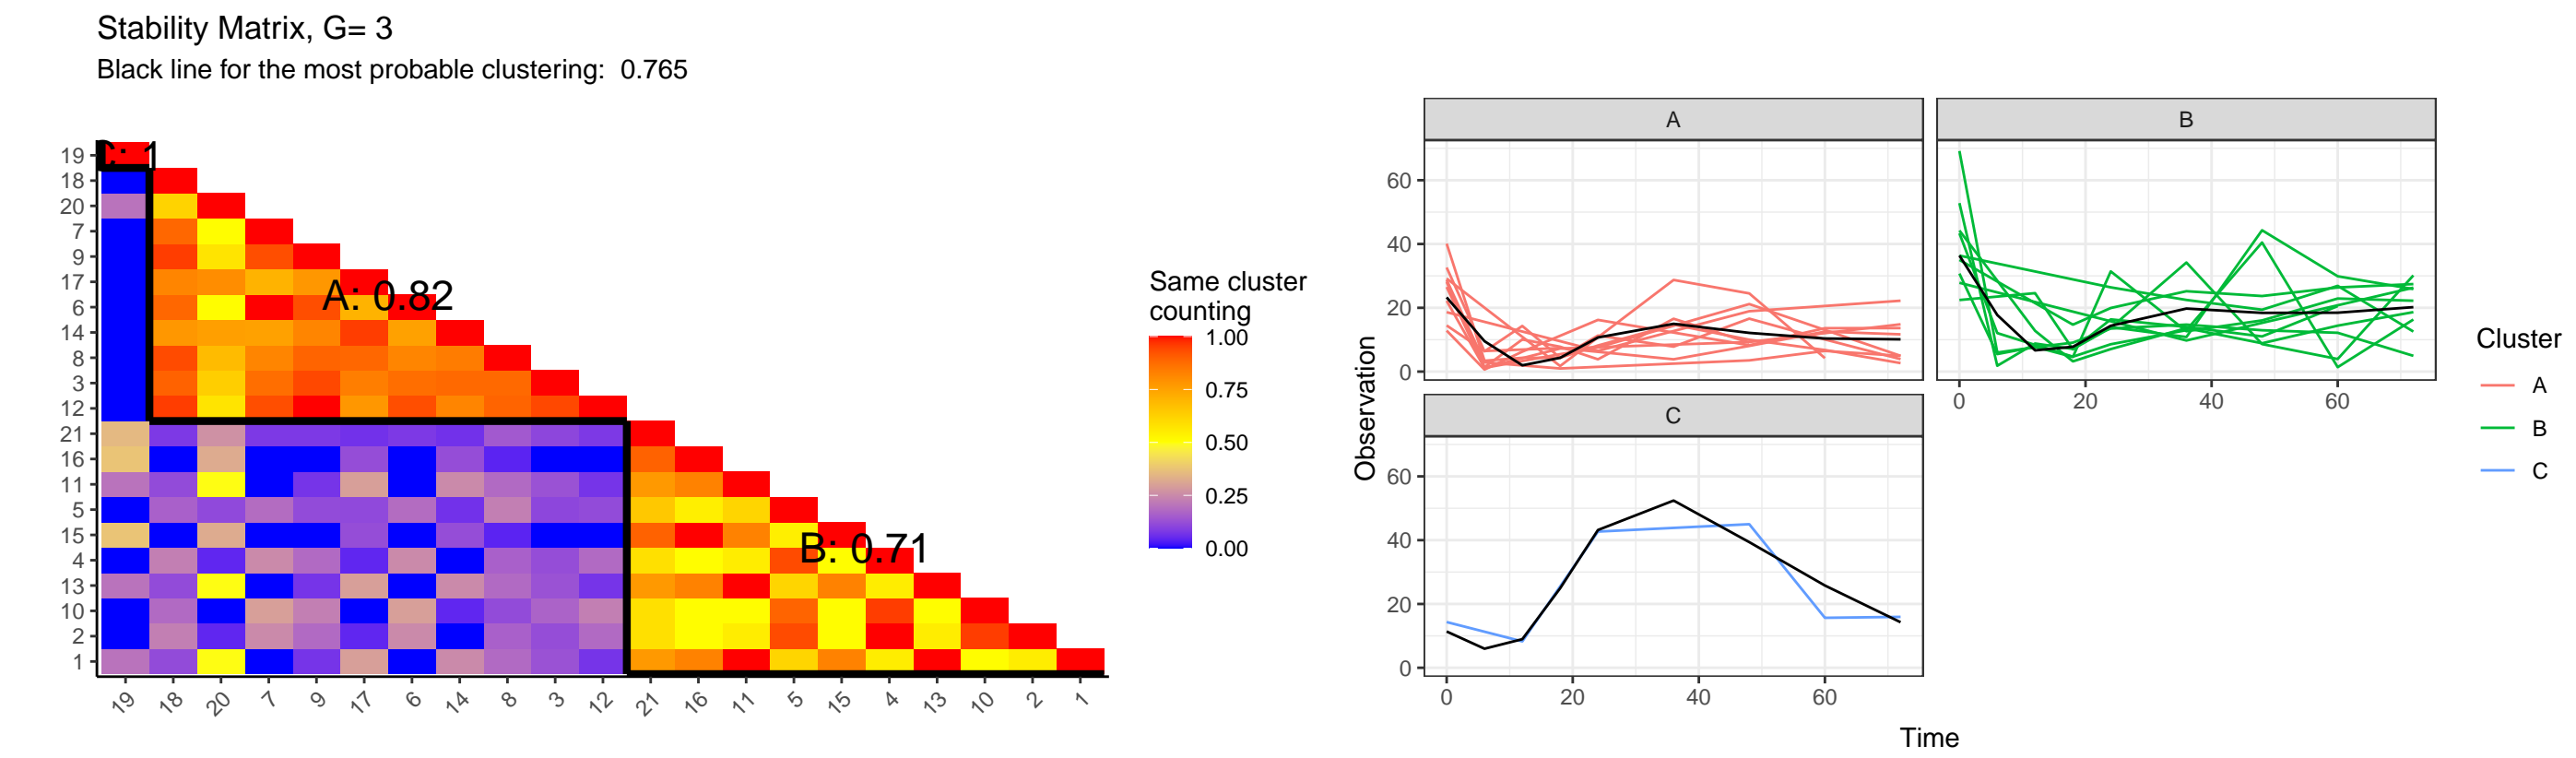 Stability Matrix, G= 3
Black line for the most probable clustering: 0.765
19
18
20
7
9
17
6
14
8
3
12
21
16
11
5
15
4
13
10
2
1
C: 1
A: 0.82
B: 0.71
19 18 20 7 9 17 6 14 8 3 12 21 16 11 5 15 4 13 10 2 1
Same cluster
counting
1.00
0.75
0.50
0.25
0.00
Observation
A
60
40
20
0
B
0 20 40 60
C
60
40
20
0
0 20 40 60
Time
Cluster
A
B
C